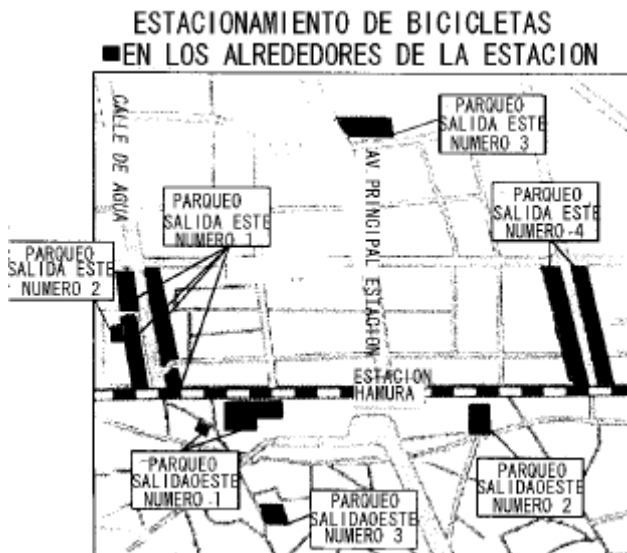 ESTACIONAMIENTO DE BICICLETAS
EN LOS ALREDEDORES DE LA ESTACION
CALLE DE AGUA
PARQUEO
SALIDA ESTE
NUMERO 3
PARQUEO
SALIDA ESTE
NUMERO 1
AV. PRINCIPAL ESTACION
PARQUEO
SALIDA ESTE
NUMERO 4
PARQUEO
SALIDA ESTE
NUMERO 2
ESTACION
HAMURA
PARQUEO
SALIDAOESTE
NUMERO 1
PARQUEO
SALIDAOESTE
NUMERO 3
PARQUEO
SALIDAOESTE
NUMERO 2